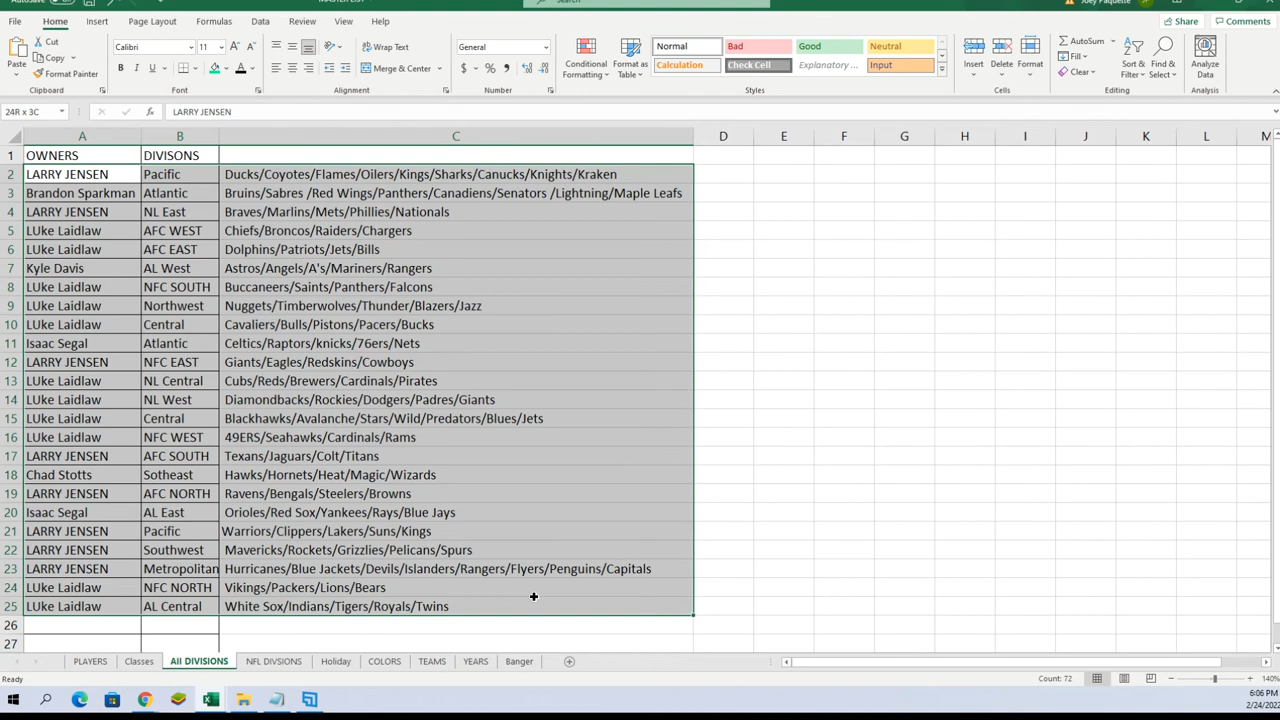 Joey Paquette
File Home Insert Page Layout Formulas Data Review View Help Share Comments
Cut Calibri 11 Wrap Text General Normal Bad Good Neutral AutoSum
Copy Fill
Paste Format Painter Merge & Center Conditional Formatting Format as Table Calculation Check Cell Explanatory ... Input Insert Delete Format Clear Sort & Filter Find & Select Analyze Data
Clipboard Font Alignment Number Styles Cells Editing Analysis
24R x 3C LARRY JENSEN
A B C D E F G H I J K L M
1 OWNERS DIVISONS
2 LARRY JENSEN Pacific Ducks/Coyotes/Flames/Oilers/Kings/Sharks/Canucks/Knights/Kraken
3 Brandon Sparkman Atlantic Bruins/Sabres /Red Wings/Panthers/Canadiens/Senators /Lightning/Maple Leafs
4 LARRY JENSEN NL East Braves/Marlins/Mets/Phillies/Nationals
5 LUke Laidlaw AFC WEST Chiefs/Broncos/Raiders/Chargers
6 LUke Laidlaw AFC EAST Dolphins/Patriots/Jets/Bills
7 Kyle Davis AL West Astros/Angels/A's/Mariners/Rangers
8 LUke Laidlaw NFC SOUTH Buccaneers/Saints/Panthers/Falcons
9 LUke Laidlaw Northwest Nuggets/Timberwolves/Thunder/Blazers/Jazz
10 LUke Laidlaw Central Cavaliers/Bulls/Pistons/Pacers/Bucks
11 Isaac Segal Atlantic Celtics/Raptors/knicks/76ers/Nets
12 LARRY JENSEN NFC EAST Giants/Eagles/Redskins/Cowboys
13 LUke Laidlaw NL Central Cubs/Reds/Brewers/Cardinals/Pirates
14 LUke Laidlaw NL West Diamondbacks/Rockies/Dodgers/Padres/Giants
15 LUke Laidlaw Central Blackhawks/Avalanche/Stars/Wild/Predators/Blues/Jets
16 LUke Laidlaw NFC WEST 49ERS/Seahawks/Cardinals/Rams
17 LARRY JENSEN AFC SOUTH Texans/Jaguars/Colt/Titans
18 Chad Stotts Sotheast Hawks/Hornets/Heat/Magic/Wizards
19 LARRY JENSEN AFC NORTH Ravens/Bengals/Steelers/Browns
20 Isaac Segal AL East Orioles/Red Sox/Yankees/Rays/Blue Jays
21 LARRY JENSEN Pacific Warriors/Clippers/Lakers/Suns/Kings
22 LARRY JENSEN Southwest Mavericks/Rockets/Grizzlies/Pelicans/Spurs
23 LARRY JENSEN Metropolitan Hurricanes/Blue Jackets/Devils/Islanders/Rangers/Flyers/Penguins/Capitals
24 LUke Laidlaw NFC NORTH Vikings/Packers/Lions/Bears
25 LUke Laidlaw AL Central White Sox/Indians/Tigers/Royals/Twins
26
27
PLAYERS Classes All DIVISIONS NFL DIVSIONS Holiday COLORS TEAMS YEARS Banger
Ready Count: 72 140%
6:06 PM